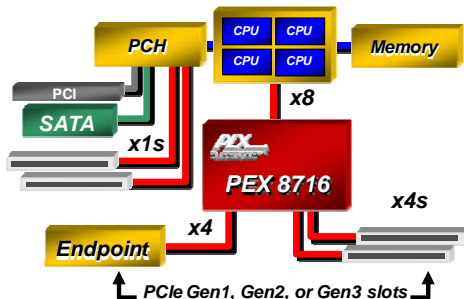 PCH
CPU CPU
CPU CPU
Memory
PCI
SATA
x1s
x8
PLX
PEX 8716
x4
x4s
Endpoint
PCIe Gen1, Gen2, or Gen3 slots